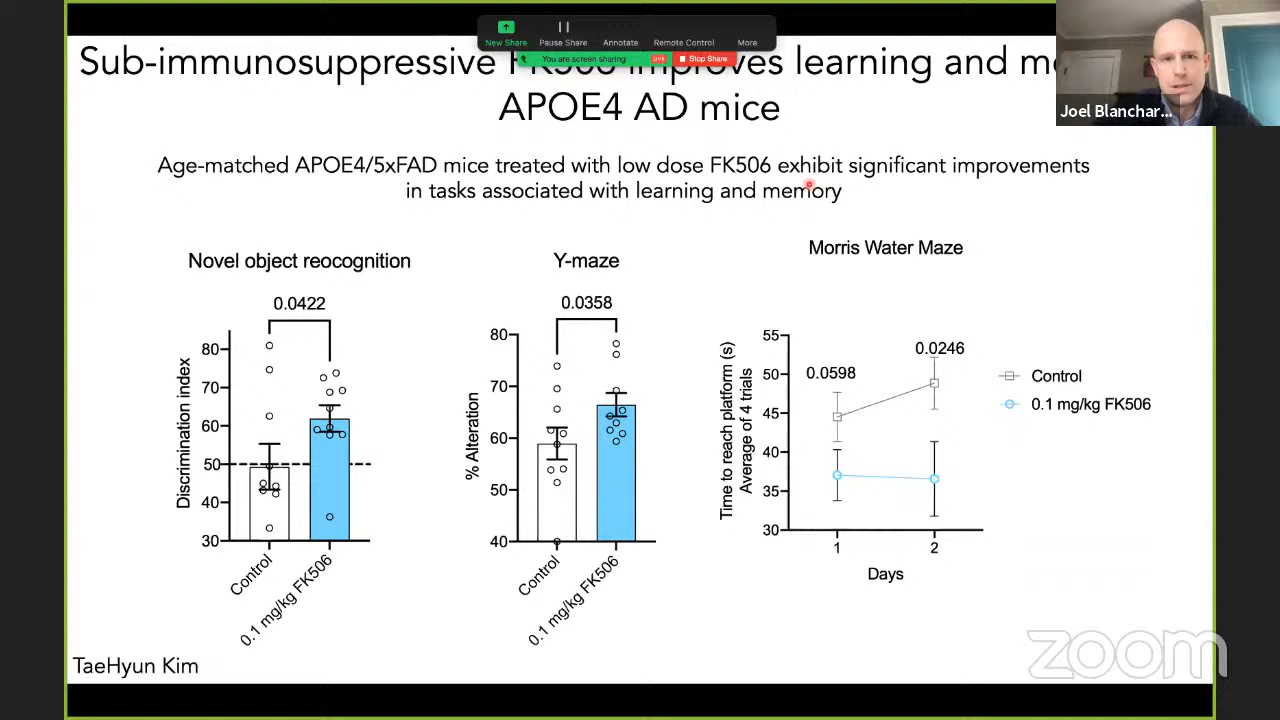 New Share
Pause Share
Annotate
Remote Control
More
You are screen sharing
LIVE
Stop Share
Sub-immunosuppressive FK506 improves learning and
APOE4 AD mice
Joel Blanchar...
Age-matched APOE4/5xFAD mice treated with low dose FK506 exhibit significant improvements
in tasks associated with learning and memory
Novel object reocognition
0.0422
Discrimination index
80
70
60
50
40
30
Control
0.1 mg/kg FK506
Y-maze
0.0358
% Alteration
80
70
60
50
40
Control
0.1 mg/kg FK506
Morris Water Maze
Time to reach platform (s)
Average of 4 trials
55
50
45
40
35
30
0.0598
0.0246
1
2
Days
Control
0.1 mg/kg FK506
TaeHyun Kim
zoom